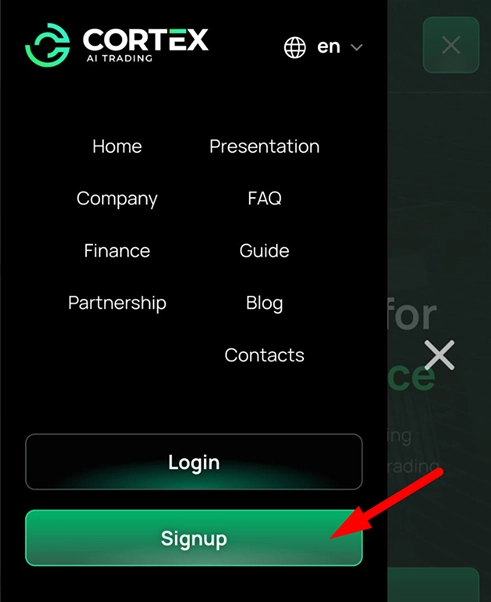 CORTEX
AI TRADING
en
Home Presentation
Company FAQ
Finance Guide
Partnership Blog
Contacts
for
ce
ing
rading
Login
Signup